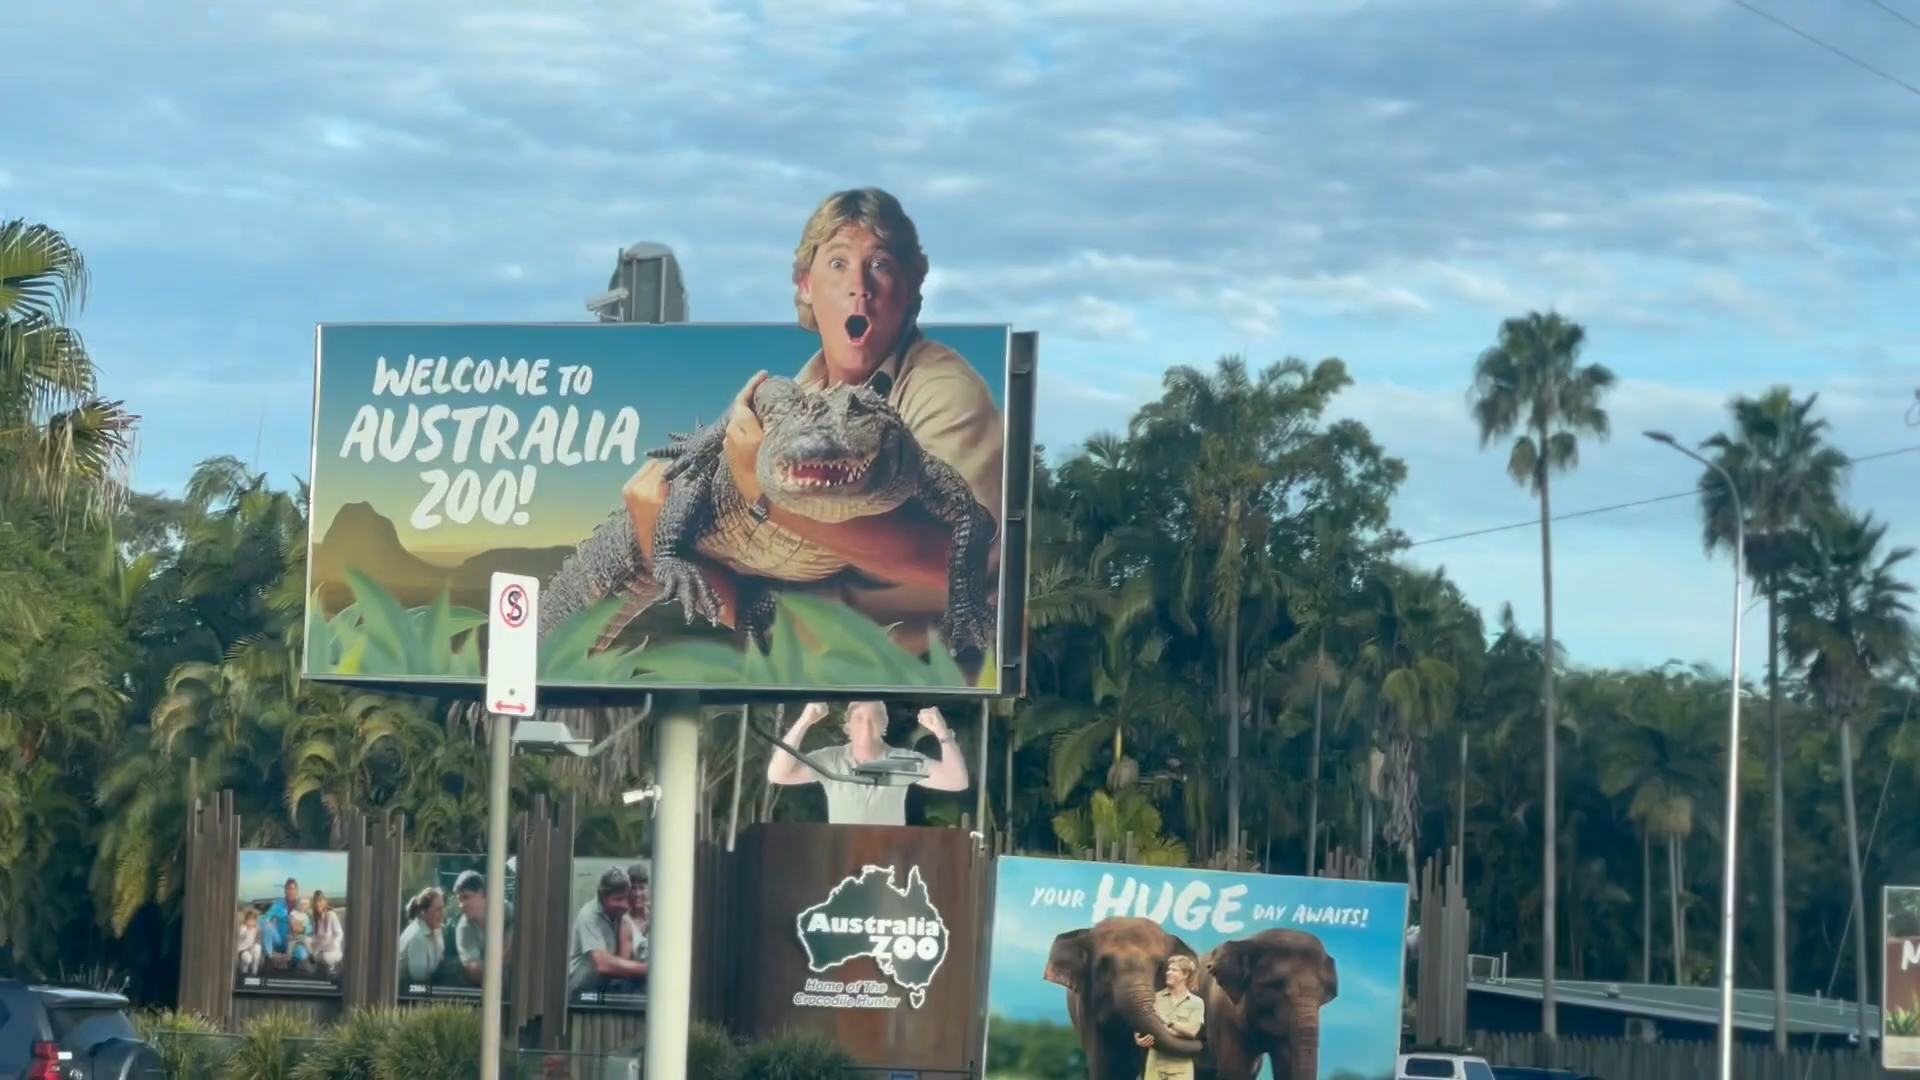 WELCOME TO
AUSTRALIA
ZOO!
S
Australia
ZOO
Home of The
Crocodile Hunter
YOUR HUGE DAY AWAITS!